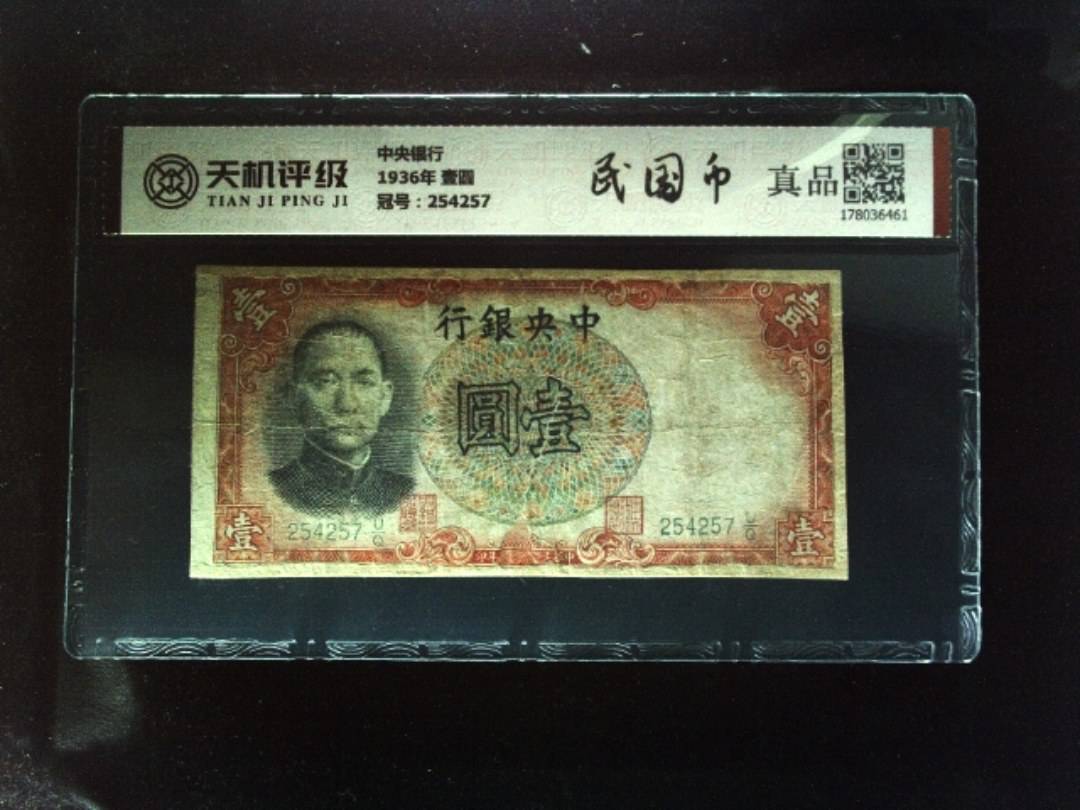 天机评级
TIAN JI PING JI
中央银行
1936年 壹圆
冠号：254257
民国币
真品
178036461
壹
壹
行銀央中
圓壹
254257 U/Q
254257 U/Q
壹
壹